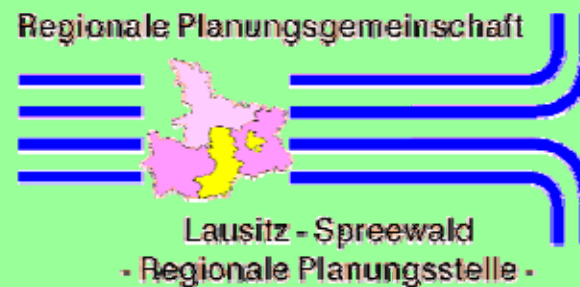 Regionale Planungsgemeinschaft
Lausitz - Spreewald
- Regionale Planungsstelle -